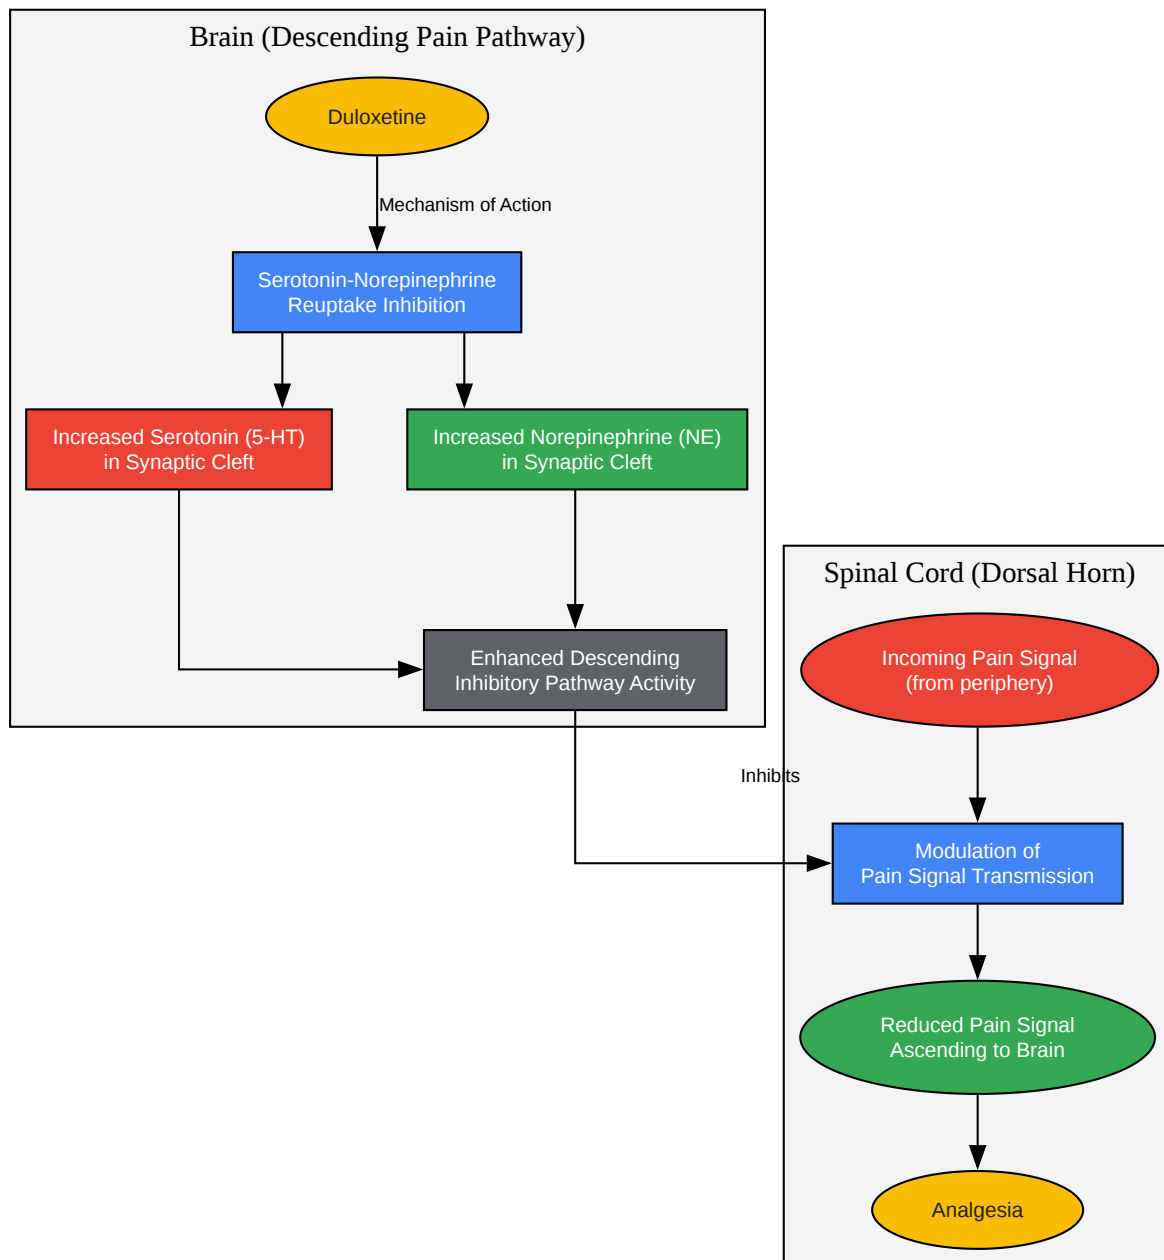 Brain (Descending Pain Pathway)
Duloxetine
Mechanism of Action
Serotonin-Norepinephrine
Reuptake Inhibition
Increased Serotonin (5-HT)
in Synaptic Cleft
Increased Norepinephrine (NE)
in Synaptic Cleft
Enhanced Descending
Inhibitory Pathway Activity
Inhibits
Spinal Cord (Dorsal Horn)
Incoming Pain Signal
(from periphery)
Modulation of
Pain Signal Transmission
Reduced Pain Signal
Ascending to Brain
Analgesia